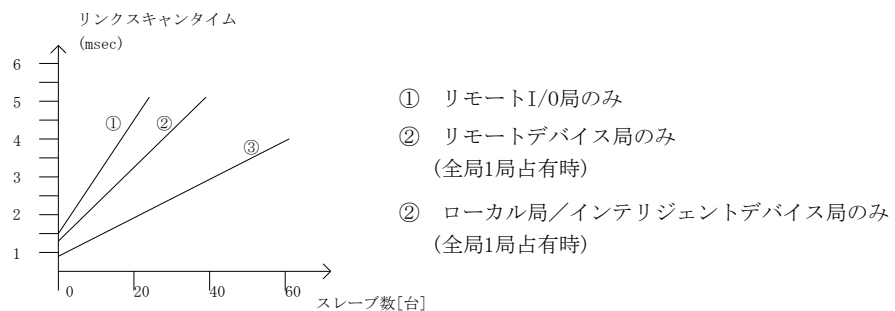 リンクスキャンタイム
(msec)
6
5
4
3
2
1
①
②
③
0
20
40
60
スレーブ数[台]
① リモートI/O局のみ
② リモートデバイス局のみ
(全局1局占有時)
② ローカル局／インテリジェントデバイス局のみ
(全局1局占有時)